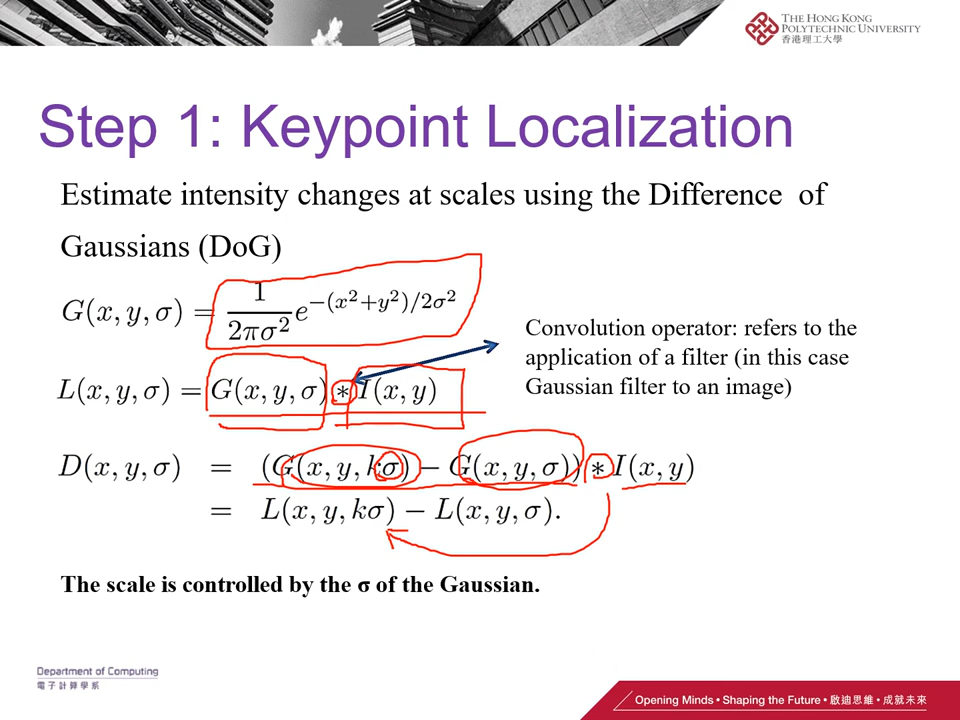 THE HONG KONG
POLYTECHNIC UNIVERSITY
香港理工大學
Step 1: Keypoint Localization
Estimate intensity changes at scales using the Difference of
Gaussians (DoG)
G(x, y, σ) = 1/(2πσ²) e^{−(x²+y²)/2σ²}
Convolution operator: refers to the
application of a filter (in this case
Gaussian filter to an image)
L(x, y, σ) = G(x, y, σ) ∗ I(x, y)
D(x, y, σ) = (G(x, y, kσ) − G(x, y, σ)) ∗ I(x, y)
= L(x, y, kσ) − L(x, y, σ).
The scale is controlled by the σ of the Gaussian.
Department of Computing
電子計算學系
Opening Minds • Shaping the Future • 啟迪思維 • 成就未來